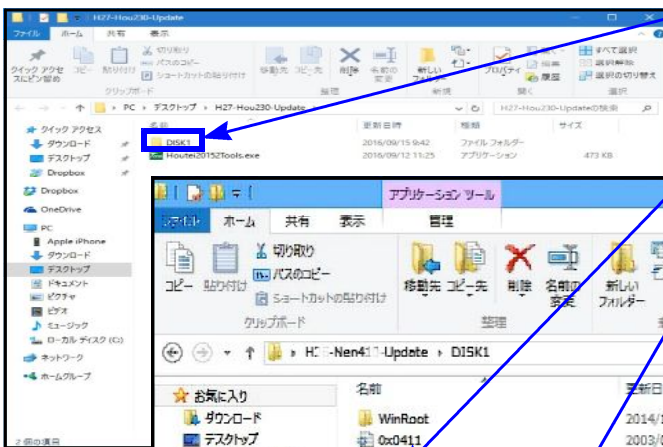 H27-Hou230-Update
ファイル ホーム 共有 表示
切り取り
パスのコピー
ショートカットの貼り付け
クイック アクセスにピン留め
コピー 貼り付け
移動先 コピー先 削除 名前の変更
新しいフォルダー
プロパティ 開く 編集 履歴
すべて選択
選択解除
選択の切り替え
クリップボード 整理 新規 開く 選択
PC › デスクトップ › H27-Hou230-Update
H27-Hou230-Updateの検索
名前 更新日時 種類 サイズ
DISK1 2016/09/15 9:42 ファイル フォルダー
Houtei20152Tools.exe 2016/09/12 11:25 アプリケーション 473 KB
クイック アクセス
ダウンロード
デスクトップ
Dropbox
Dropbox
OneDrive
PC
Apple iPhone
ダウンロード
デスクトップ
ドキュメント
ピクチャ
ビデオ
ミュージック
ローカル ディスク (C:)
ネットワーク
ホームグループ
2 個の項目
アプリケーション ツール
ファイル ホーム 共有 表示 管理
切り取り
パスのコピー
ショートカットの貼り付け
コピー 貼り付け
移動先 コピー先 削除 名前の変更
新しいフォルダー
クリップボード 整理
-Update › DISK1
お気に入り
ダウンロード
デスクトップ
名前 更新日
WinRoot 2014/1
0x0411 2003/